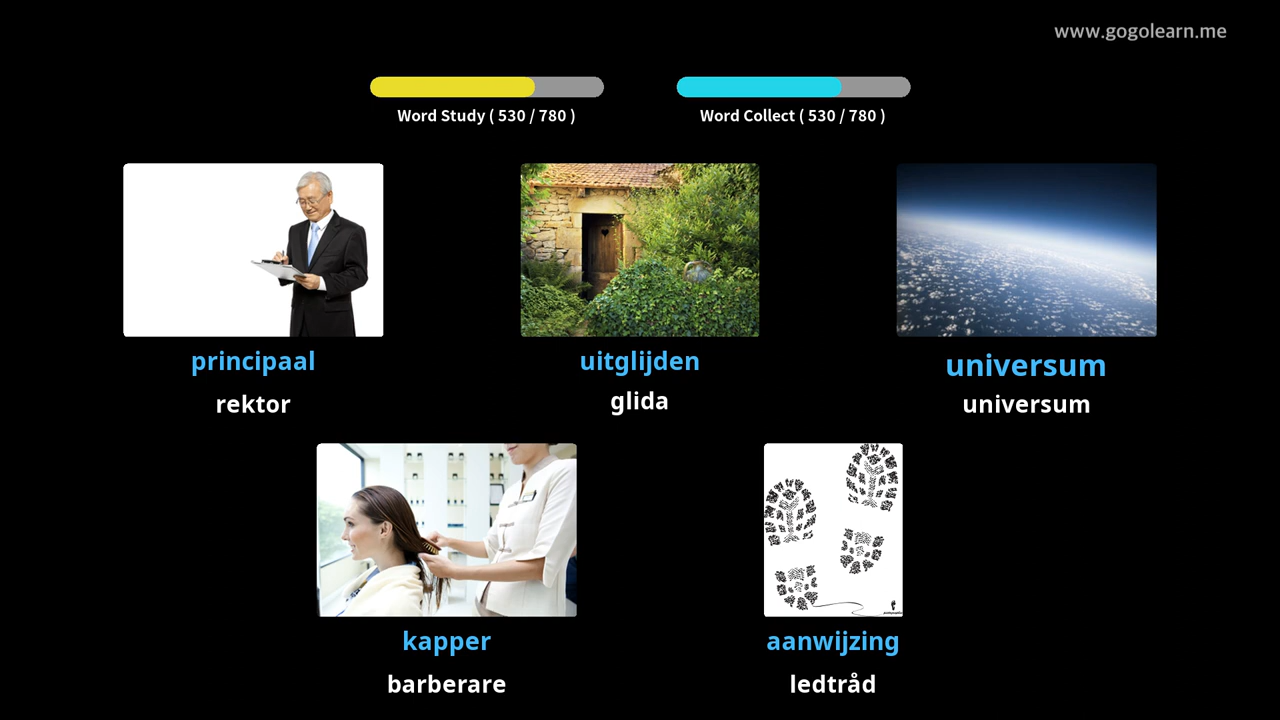 www.gogolearn.me
Word Study ( 530 / 780 )
Word Collect ( 530 / 780 )
principaal
rektor
uitglijden
glida
universum
universum
kapper
barberare
aanwijzing
ledtråd